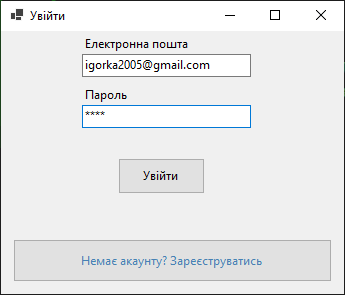 Увійти
Електронна пошта
igorka2005@gmail.com
Пароль
****
Увійти
Немає акаунту? Зареєструватись